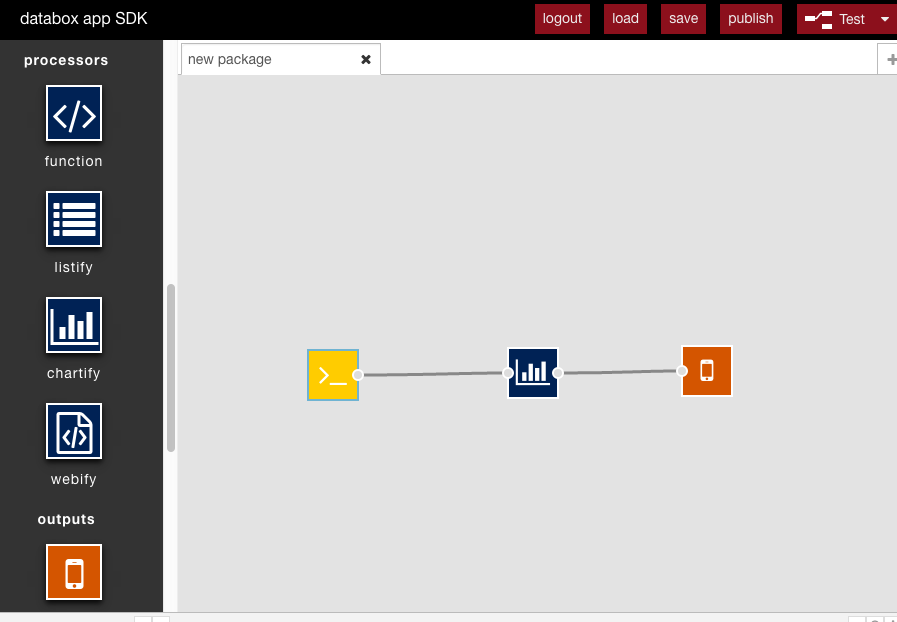 databox app SDK
logout
load
save
publish
Test
processors
new package
function
listify
chartify
webify
outputs